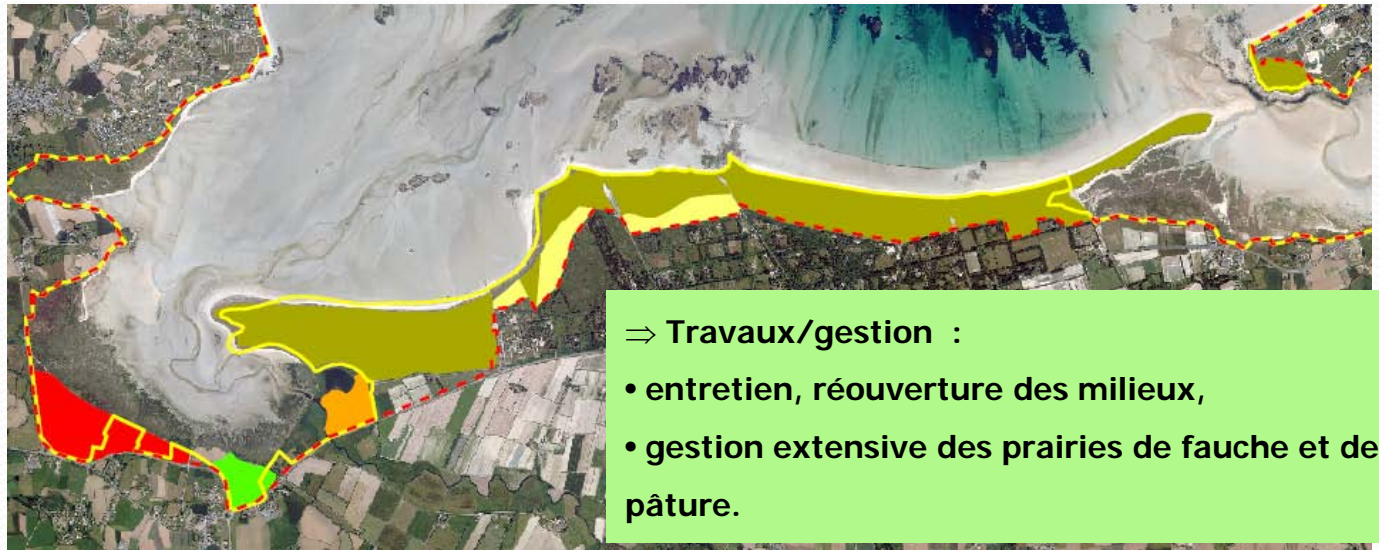 ⇒ Travaux/gestion :
• entretien, réouverture des milieux,
• gestion extensive des prairies de fauche et de
pâture.